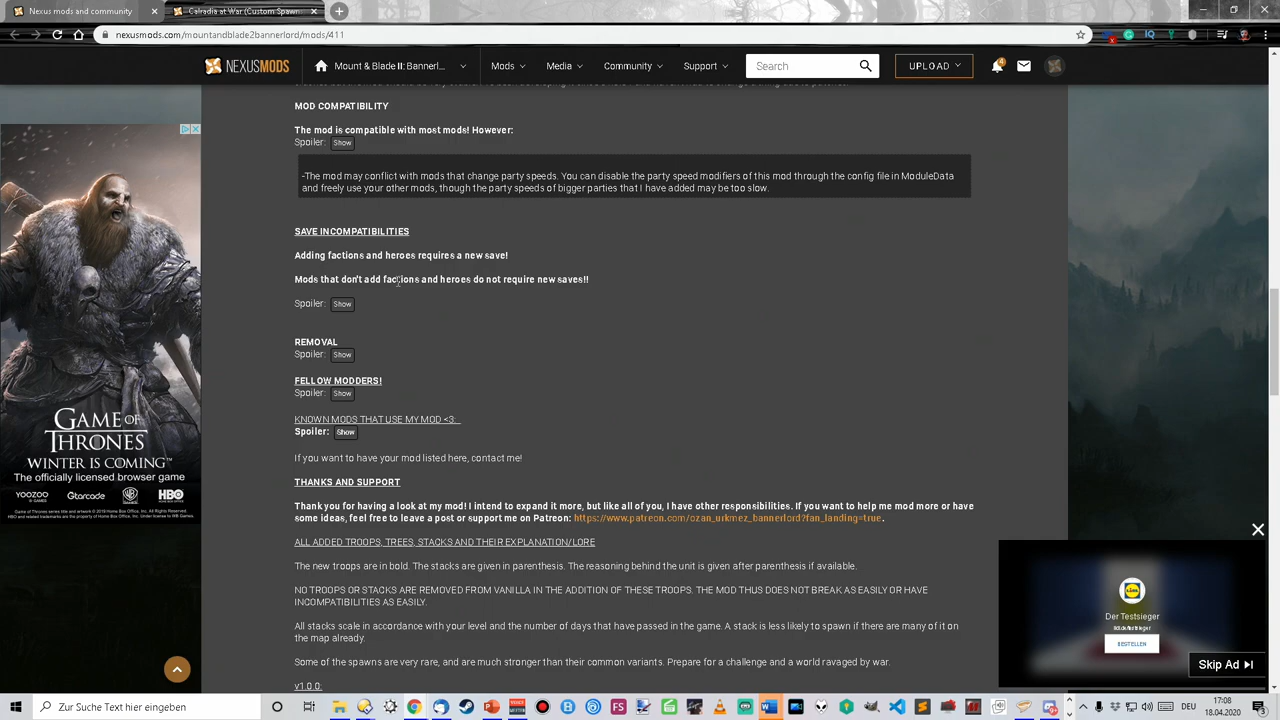 Nexus mods and community
Calradia at War (Custom Spawn
nexusmods.com/mountandblade2bannerlord/mods/411
NEXUSMODS
Mount & Blade II: Bannerl...
Mods
Media
Community
Support
Search
UPLOAD
4
MOD COMPATIBILITY
The mod is compatible with most mods! However:
Spoiler: Show
-The mod may conflict with mods that change party speeds. You can disable the party speed modifiers of this mod through the config file in ModuleData
and freely use your other mods, though the party speeds of bigger parties that I have added may be too slow.
SAVE INCOMPATIBILITIES
Adding factions and heroes requires a new save!
Mods that don't add factions and heroes do not require new saves!!
Spoiler: Show
REMOVAL
Spoiler: Show
FELLOW MODDERS!
Spoiler: Show
KNOWN MODS THAT USE MY MOD <3:
Spoiler: Show
If you want to have your mod listed here, contact me!
THANKS AND SUPPORT
Thank you for having a look at my mod! I intend to expand it more, but like all of you, I have other responsibilities. If you want to help me mod more or have
some ideas, feel free to leave a post or support me on Patreon: https://www.patreon.com/ozan_urkmez_bannerlord?fan_landing=true.
ALL ADDED TROOPS, TREES, STACKS AND THEIR EXPLANATION/LORE
The new troops are in bold. The stacks are given in parenthesis. The reasoning behind the unit is given after parenthesis if available.
NO TROOPS OR STACKS ARE REMOVED FROM VANILLA IN THE ADDITION OF THESE TROOPS. THE MOD THUS DOES NOT BREAK AS EASILY OR HAVE
INCOMPATIBILITIES AS EASILY.
All stacks scale in accordance with your level and the number of days that have passed in the game. A stack is less likely to spawn if there are many of it on
the map already.
Some of the spawns are very rare, and are much stronger than their common variants. Prepare for a challenge and a world ravaged by war.
v1.0.0:
GAME OF
THRONES
WINTER IS COMING™
The officially licensed browser game
YOOZOO
GAMES
Gtarcade
HBO
Der Testsieger
BESTELLEN
Skip Ad
Zur Suche Text hier eingeben
DEU
17:08
18.04.2020